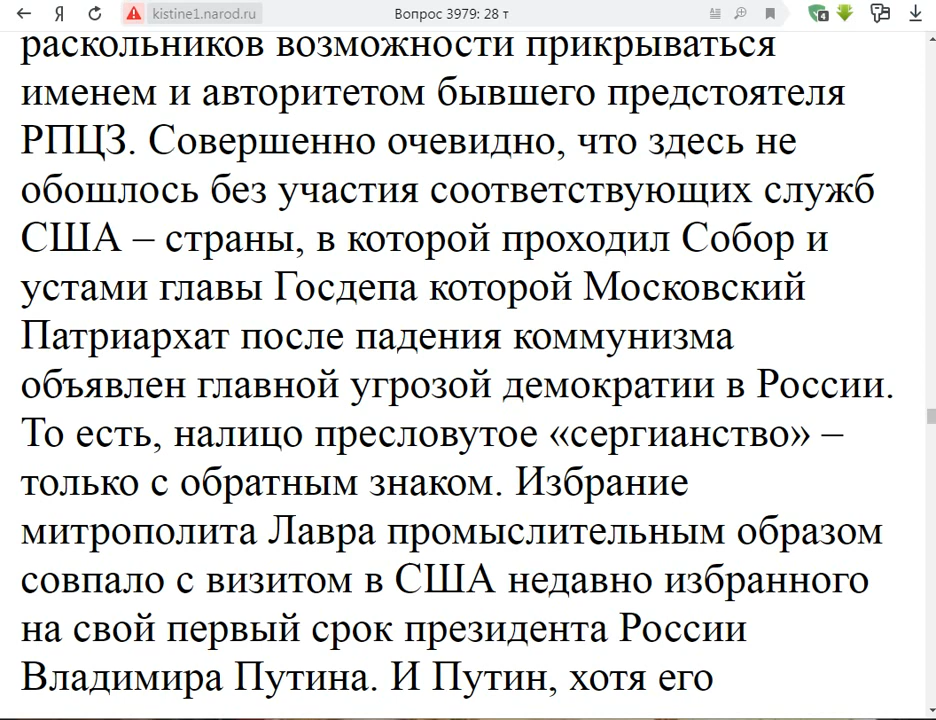 Я
kistine1.narod.ru
Вопрос 3979: 28 т
4
раскольников возможности прикрываться
именем и авторитетом бывшего предстоятеля
РПЦЗ. Совершенно очевидно, что здесь не
обошлось без участия соответствующих служб
США – страны, в которой проходил Собор и
устами главы Госдепа которой Московский
Патриархат после падения коммунизма
объявлен главной угрозой демократии в России.
То есть, налицо пресловутое «сергианство» –
только с обратным знаком. Избрание
митрополита Лавра промыслительным образом
совпало с визитом в США недавно избранного
на свой первый срок президента России
Владимира Путина. И Путин, хотя его